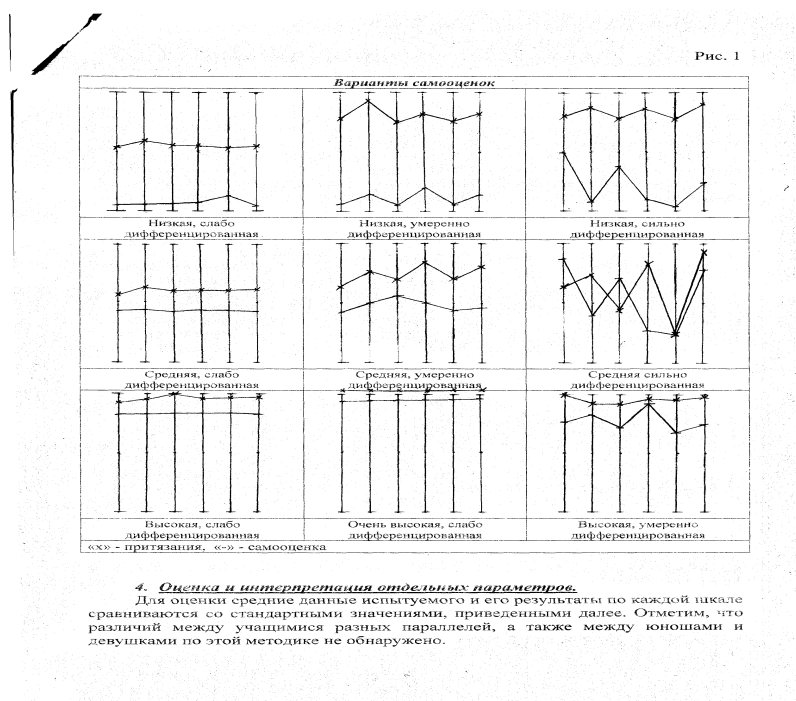 Рис. 1
Варианты самооценок
Низкая, слабо
дифференцированная
Низкая, умеренно
дифференцированная
Низкая, сильно
дифференцированная
Средняя, слабо
дифференцированная
Средняя, умеренно
дифференцированная
Средняя сильно
дифференцированная
Высокая, слабо
дифференцированная
Очень высокая, слабо
дифференцированная
Высокая, умеренно
дифференцированная
«х» - притязания, «-» - самооценка
4. Оценка и интерпретация отдельных параметров.
Для оценки средние данные испытуемого и его результаты по каждой шкале
сравниваются со стандартными значениями, приведенными далее. Отметим, что
различий между учащимися разных параллелей, а также между юношами и
девушками по этой методике не обнаружено.